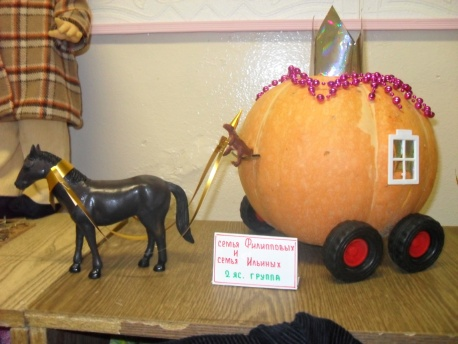 семья Филипповых
и
семья Ильиных
2 яс. группа